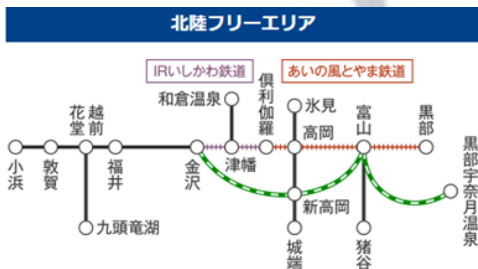 北陸フリーエリア
IRいしかわ鉄道
あいの風とやま鉄道
和倉温泉
倶利伽羅
氷見
高岡
富山
黒部
越前花堂
小浜
敦賀
福井
金沢
津幡
新高岡
黒部宇奈月温泉
九頭竜湖
城端
猪谷